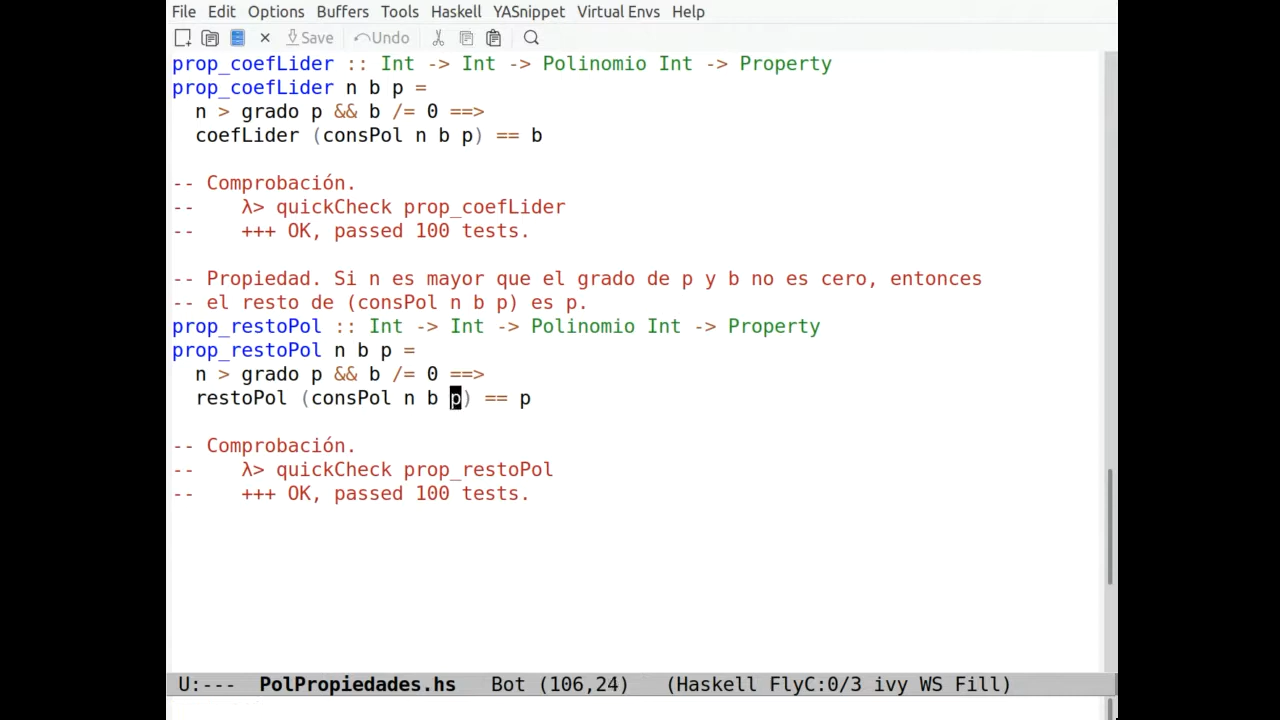 File Edit Options Buffers Tools Haskell YASnippet Virtual Envs Help
Save Undo
prop_coefLider :: Int -> Int -> Polinomio Int -> Property
prop_coefLider n b p =
  n > grado p && b /= 0 ==>
  coefLider (consPol n b p) == b
-- Comprobación.
--    λ> quickCheck prop_coefLider
--    +++ OK, passed 100 tests.
-- Propiedad. Si n es mayor que el grado de p y b no es cero, entonces
-- el resto de (consPol n b p) es p.
prop_restoPol :: Int -> Int -> Polinomio Int -> Property
prop_restoPol n b p =
  n > grado p && b /= 0 ==>
  restoPol (consPol n b p) == p
-- Comprobación.
--    λ> quickCheck prop_restoPol
--    +++ OK, passed 100 tests.
U:--- PolPropiedades.hs Bot (106,24) (Haskell FlyC:0/3 ivy WS Fill)